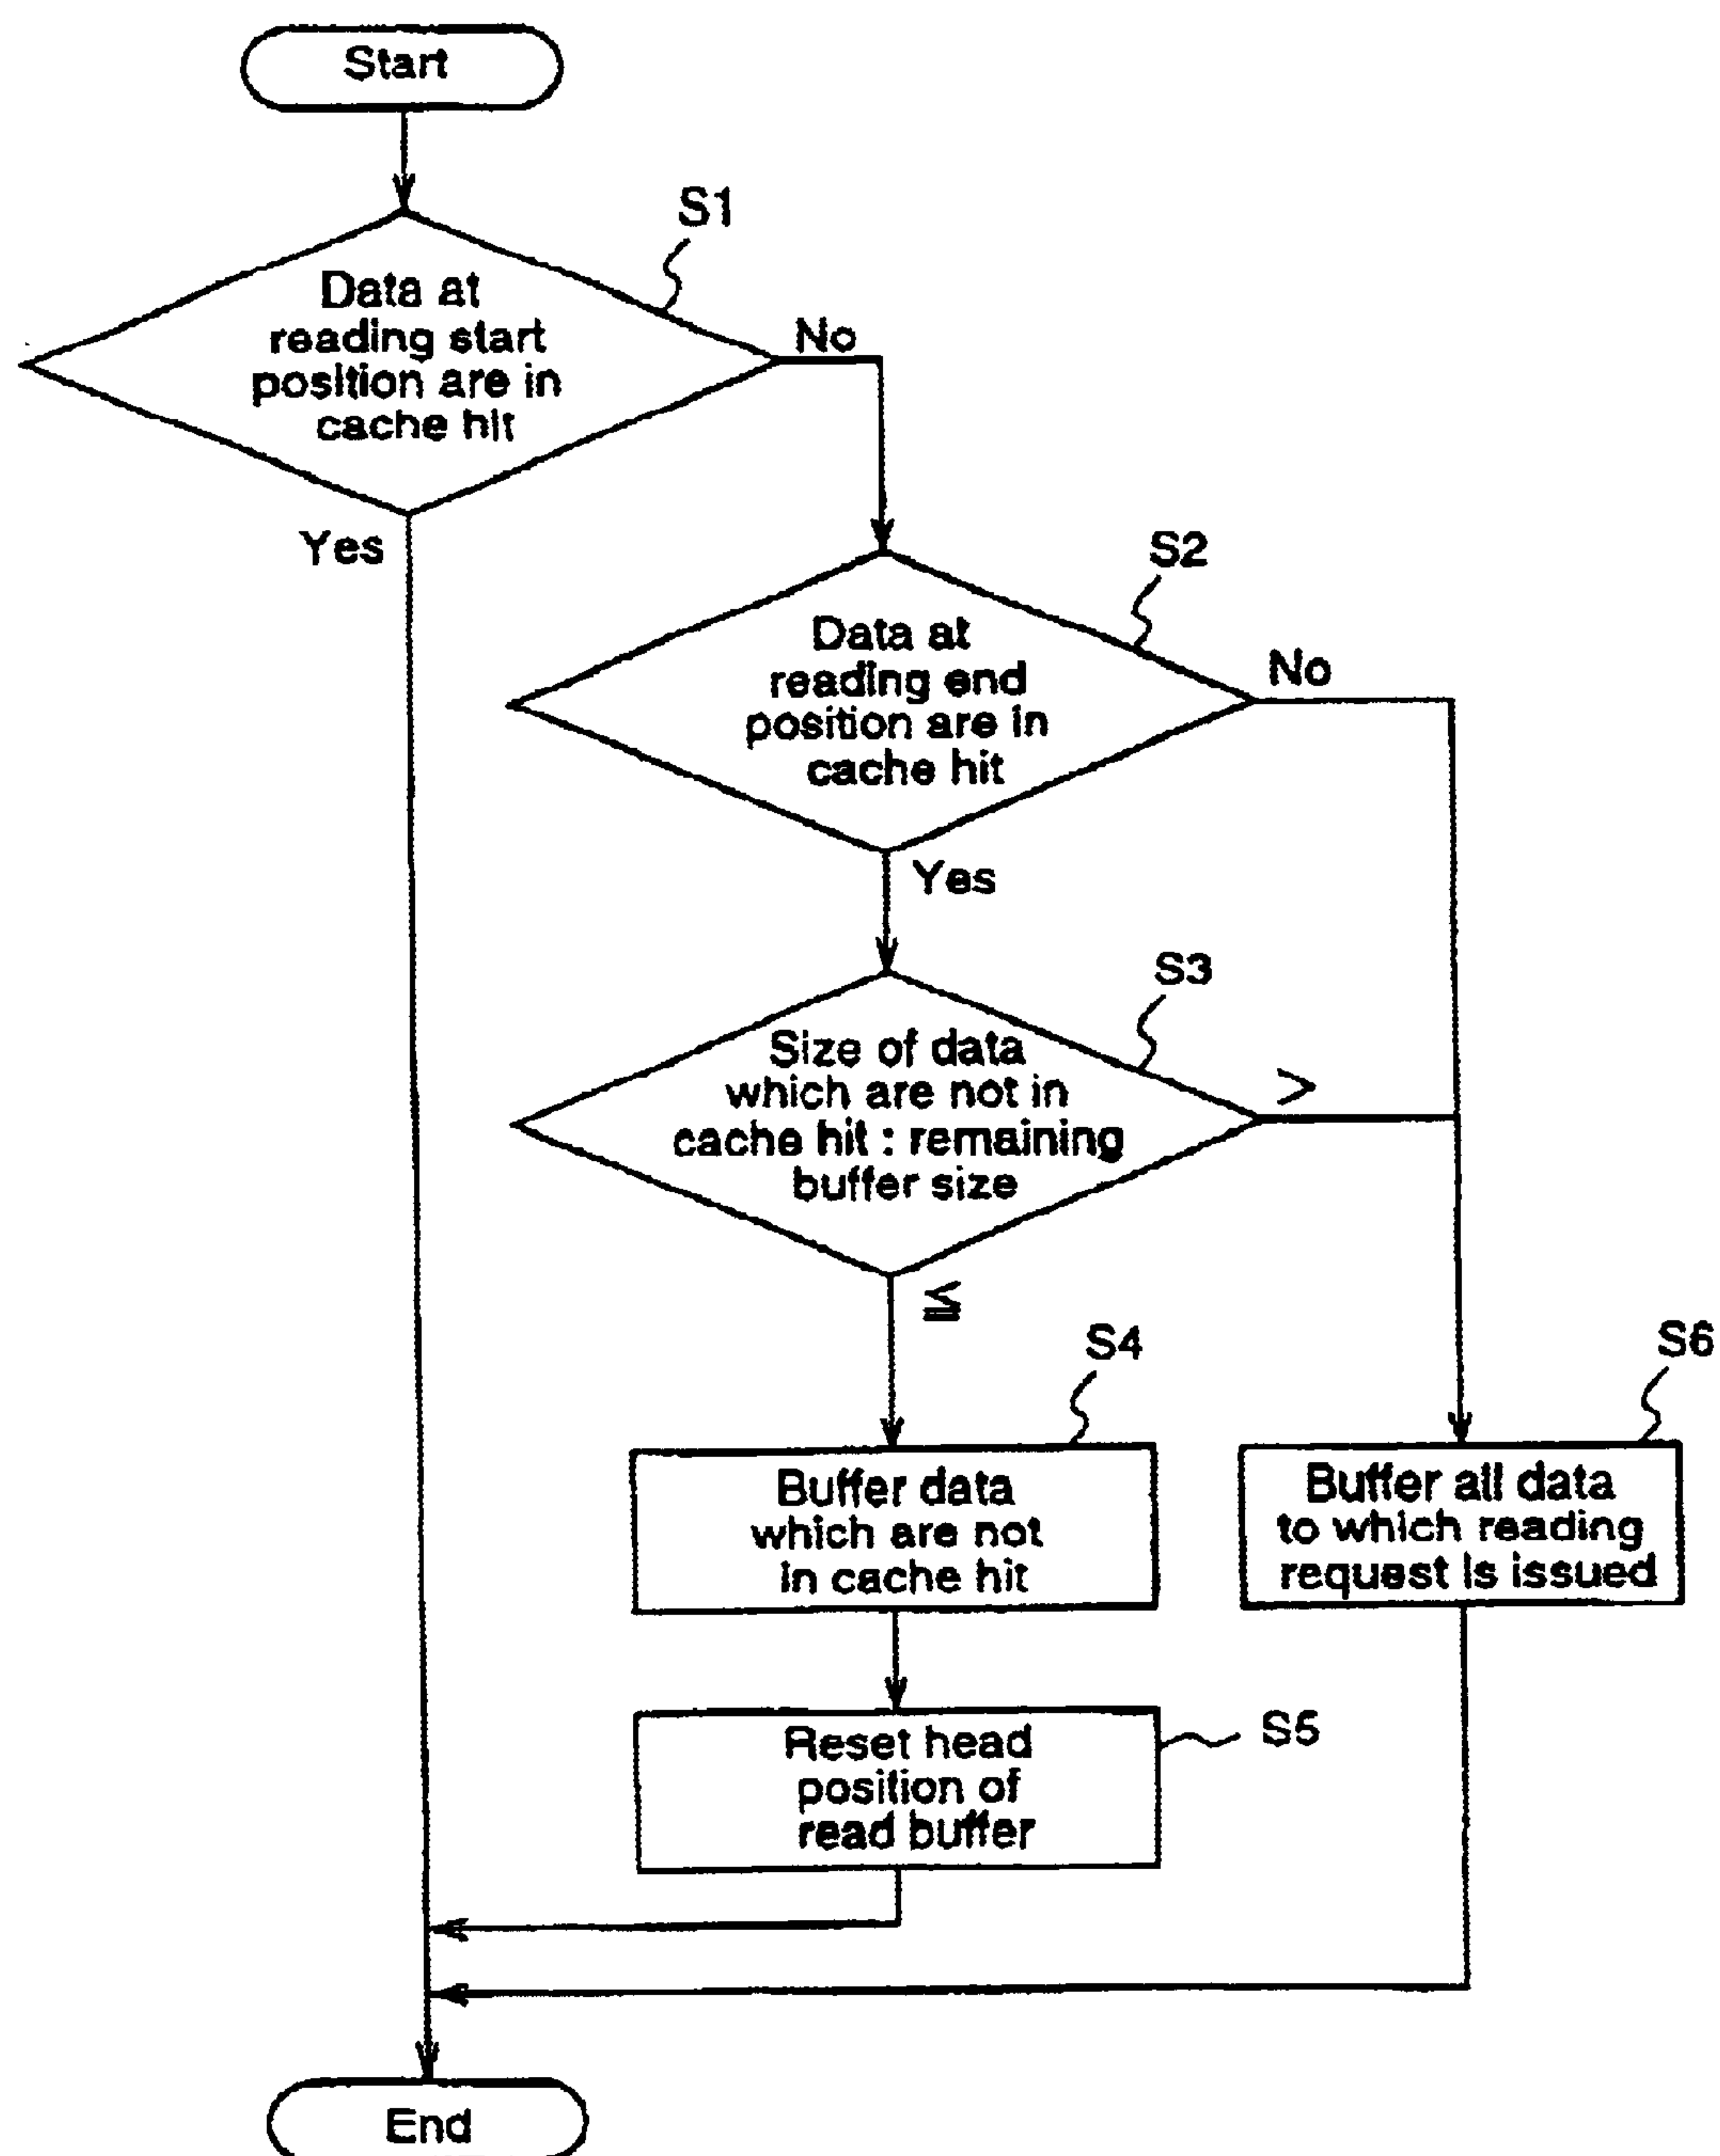 Start
S1
Data at
reading start
position are in
cache hit
No
Yes
S2
Data at
reading end
position are in
cache hit
No
Yes
S3
Size of data
which are not in
cache hit : remaining
buffer size
>
≦
S4
Buffer data
which are not
in cache hit
S6
Buffer all data
to which reading
request is issued
Reset head
position of
read buffer
S5
End